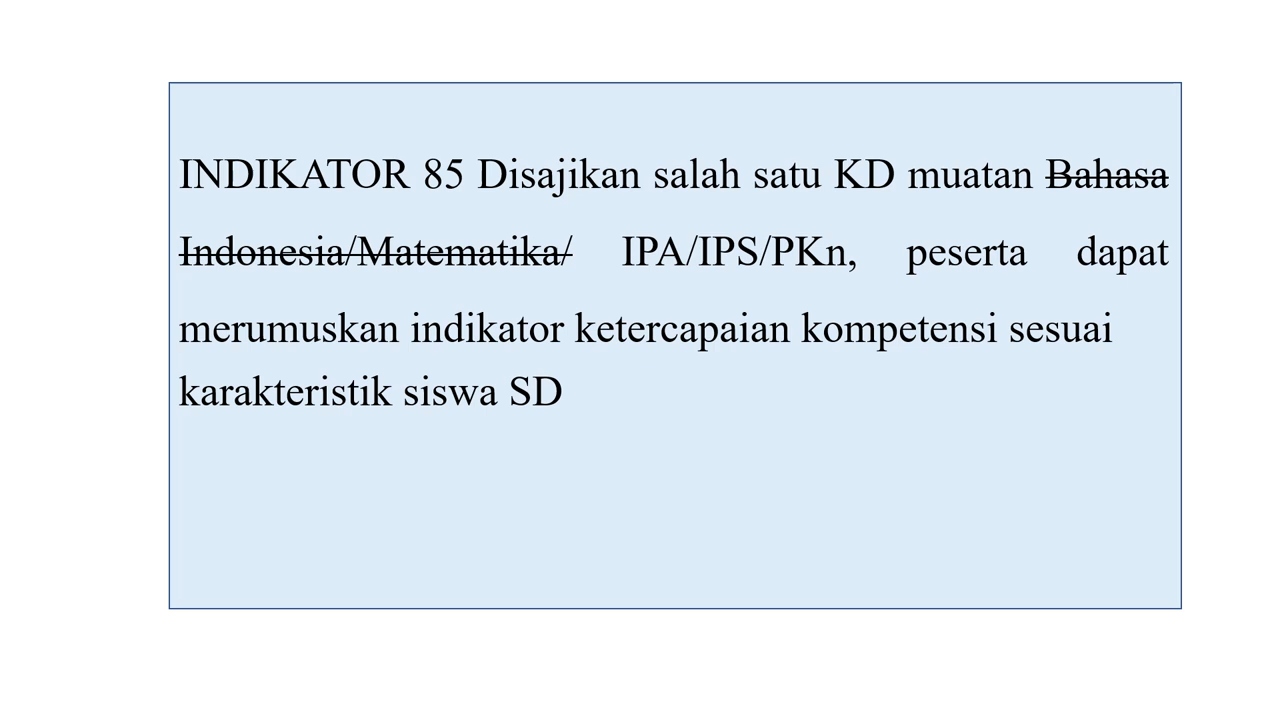 INDIKATOR 85 Disajikan salah satu KD muatan Bahasa
Indonesia/Matematika/ IPA/IPS/PKn, peserta dapat
merumuskan indikator ketercapaian kompetensi sesuai
karakteristik siswa SD